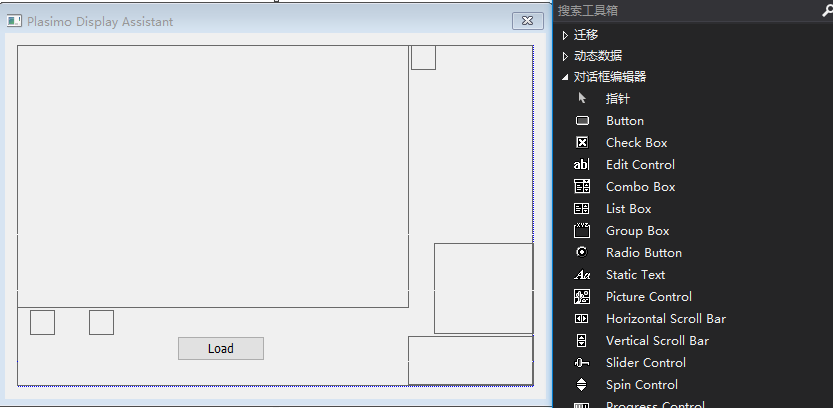 Plasimo Display Assistant
Load
搜索工具箱
迁移
动态数据
对话框编辑器
指针
Button
Check Box
Edit Control
Combo Box
List Box
Group Box
Radio Button
Static Text
Picture Control
Horizontal Scroll Bar
Vertical Scroll Bar
Slider Control
Spin Control
Progress Control